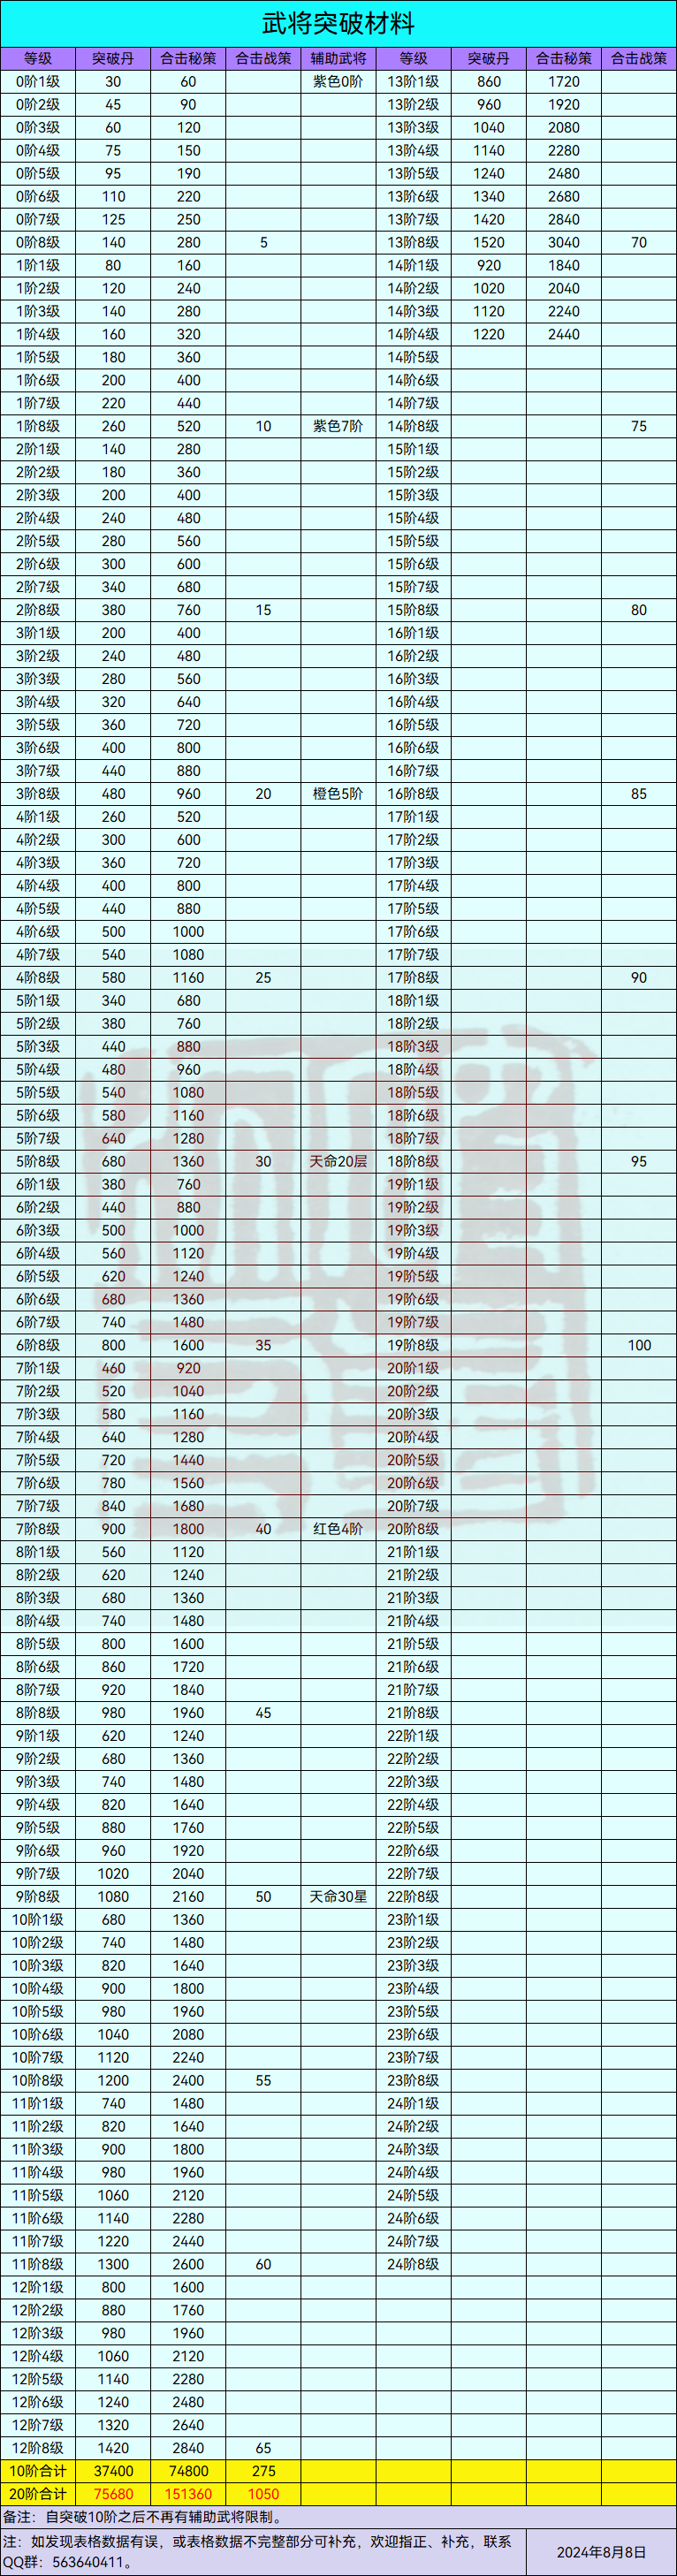 武将突破材料
等级 突破丹 合击秘策 合击战策 辅助武将 等级 突破丹 合击秘策 合击战策
0阶1级 30 60 紫色0阶 13阶1级 860 1720
0阶2级 45 90 13阶2级 960 1920
0阶3级 60 120 13阶3级 1040 2080
0阶4级 75 150 13阶4级 1140 2280
0阶5级 95 190 13阶5级 1240 2480
0阶6级 110 220 13阶6级 1340 2680
0阶7级 125 250 13阶7级 1420 2840
0阶8级 140 280 5 13阶8级 1520 3040 70
1阶1级 80 160 14阶1级 920 1840
1阶2级 120 240 14阶2级 1020 2040
1阶3级 140 280 14阶3级 1120 2240
1阶4级 160 320 14阶4级 1220 2440
1阶5级 180 360 14阶5级
1阶6级 200 400 14阶6级
1阶7级 220 440 14阶7级
1阶8级 260 520 10 紫色7阶 14阶8级 75
2阶1级 140 280 15阶1级
2阶2级 180 360 15阶2级
2阶3级 200 400 15阶3级
2阶4级 240 480 15阶4级
2阶5级 280 560 15阶5级
2阶6级 300 600 15阶6级
2阶7级 340 680 15阶7级
2阶8级 380 760 15 15阶8级 80
3阶1级 200 400 16阶1级
3阶2级 240 480 16阶2级
3阶3级 280 560 16阶3级
3阶4级 320 640 16阶4级
3阶5级 360 720 16阶5级
3阶6级 400 800 16阶6级
3阶7级 440 880 16阶7级
3阶8级 480 960 20 橙色5阶 16阶8级 85
4阶1级 260 520 17阶1级
4阶2级 300 600 17阶2级
4阶3级 360 720 17阶3级
4阶4级 400 800 17阶4级
4阶5级 440 880 17阶5级
4阶6级 500 1000 17阶6级
4阶7级 540 1080 17阶7级
4阶8级 580 1160 25 17阶8级 90
5阶1级 340 680 18阶1级
5阶2级 380 760 18阶2级
5阶3级 440 880 18阶3级
5阶4级 480 960 18阶4级
5阶5级 540 1080 18阶5级
5阶6级 580 1160 18阶6级
5阶7级 640 1280 18阶7级
5阶8级 680 1360 30 天命20层 18阶8级 95
6阶1级 380 760 19阶1级
6阶2级 440 880 19阶2级
6阶3级 500 1000 19阶3级
6阶4级 560 1120 19阶4级
6阶5级 620 1240 19阶5级
6阶6级 680 1360 19阶6级
6阶7级 740 1480 19阶7级
6阶8级 800 1600 35 19阶8级 100
7阶1级 460 920 20阶1级
7阶2级 520 1040 20阶2级
7阶3级 580 1160 20阶3级
7阶4级 640 1280 20阶4级
7阶5级 720 1440 20阶5级
7阶6级 780 1560 20阶6级
7阶7级 840 1680 20阶7级
7阶8级 900 1800 40 红色4阶 20阶8级
8阶1级 560 1120 21阶1级
8阶2级 620 1240 21阶2级
8阶3级 680 1360 21阶3级
8阶4级 740 1480 21阶4级
8阶5级 800 1600 21阶5级
8阶6级 860 1720 21阶6级
8阶7级 920 1840 21阶7级
8阶8级 980 1960 45 21阶8级
9阶1级 620 1240 22阶1级
9阶2级 680 1360 22阶2级
9阶3级 740 1480 22阶3级
9阶4级 820 1640 22阶4级
9阶5级 880 1760 22阶5级
9阶6级 960 1920 22阶6级
9阶7级 1020 2040 22阶7级
9阶8级 1080 2160 50 天命30星 22阶8级
10阶1级 680 1360 23阶1级
10阶2级 740 1480 23阶2级
10阶3级 820 1640 23阶3级
10阶4级 900 1800 23阶4级
10阶5级 980 1960 23阶5级
10阶6级 1040 2080 23阶6级
10阶7级 1120 2240 23阶7级
10阶8级 1200 2400 55 23阶8级
11阶1级 740 1480 24阶1级
11阶2级 820 1640 24阶2级
11阶3级 900 1800 24阶3级
11阶4级 980 1960 24阶4级
11阶5级 1060 2120 24阶5级
11阶6级 1140 2280 24阶6级
11阶7级 1220 2440 24阶7级
11阶8级 1300 2600 60 24阶8级
12阶1级 800 1600
12阶2级 880 1760
12阶3级 980 1960
12阶4级 1060 2120
12阶5级 1140 2280
12阶6级 1240 2480
12阶7级 1320 2640
12阶8级 1420 2840 65
10阶合计 37400 74800 275
20阶合计 75680 151360 1050
备注：自突破10阶之后不再有辅助武将限制。
注：如发现表格数据有误，或表格数据不完整部分可补充，欢迎指正、补充，联系
QQ群：563640411。
2024年8月8日